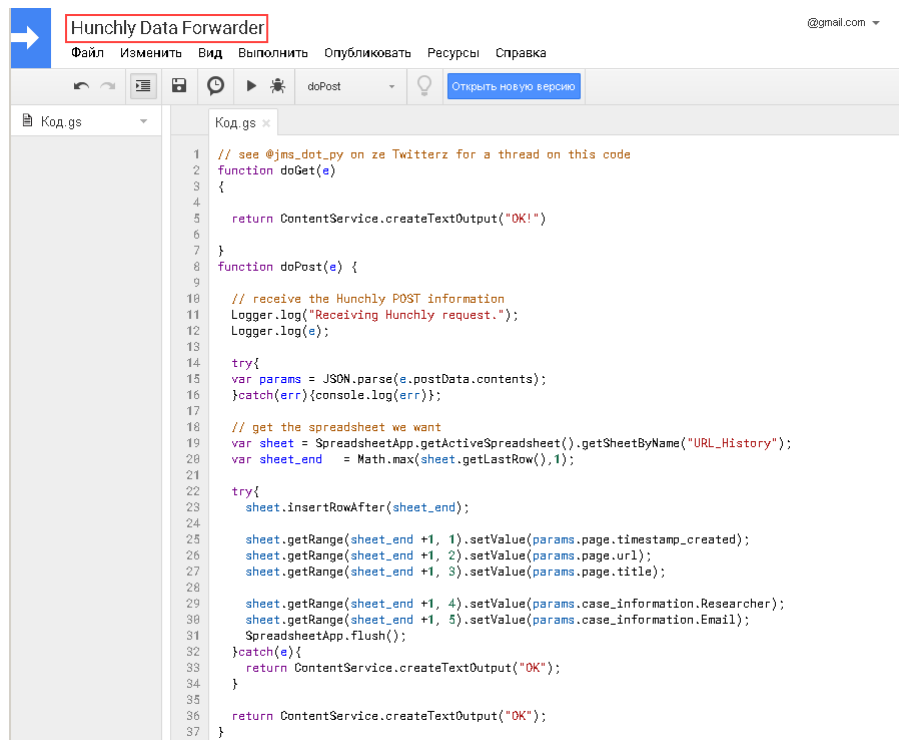 Hunchly Data Forwarder
@gmail.com
Файл Изменить Вид Выполнить Опубликовать Ресурсы Справка
doPost
Открыть новую версию
Код.gs
Код.gs ×
1 // see @jms_dot_py on ze Twitterz for a thread on this code
2 function doGet(e)
3 {
4
5   return ContentService.createTextOutput("OK!")
6
7 }
8 function doPost(e) {
9
10   // receive the Hunchly POST information
11   Logger.log("Receiving Hunchly request.");
12   Logger.log(e);
13
14   try{
15   var params = JSON.parse(e.postData.contents);
16   }catch(err){console.log(err)};
17
18   // get the spreadsheet we want
19   var sheet = SpreadsheetApp.getActiveSpreadsheet().getSheetByName("URL_History");
20   var sheet_end   = Math.max(sheet.getLastRow(),1);
21
22   try{
23     sheet.insertRowAfter(sheet_end);
24
25     sheet.getRange(sheet_end +1, 1).setValue(params.page.timestamp_created);
26     sheet.getRange(sheet_end +1, 2).setValue(params.page.url);
27     sheet.getRange(sheet_end +1, 3).setValue(params.page.title);
28
29     sheet.getRange(sheet_end +1, 4).setValue(params.case_information.Researcher);
30     sheet.getRange(sheet_end +1, 5).setValue(params.case_information.Email);
31     SpreadsheetApp.flush();
32   }catch(e){
33     return ContentService.createTextOutput("OK");
34   }
35
36   return ContentService.createTextOutput("OK");
37 }